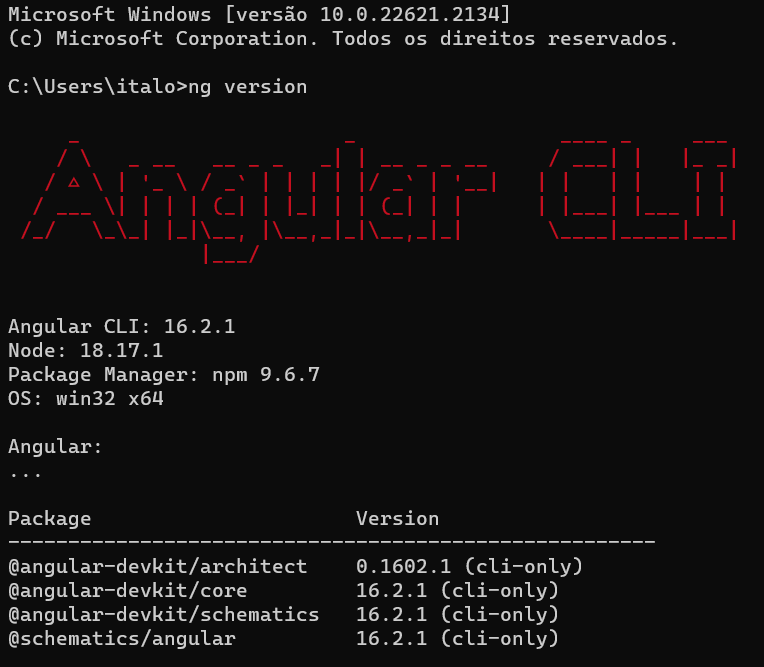 Microsoft Windows [versão 10.0.22621.2134]
(c) Microsoft Corporation. Todos os direitos reservados.
C:\Users\italo>ng version
Angular CLI
Angular CLI: 16.2.1
Node: 18.17.1
Package Manager: npm 9.6.7
OS: win32 x64
Angular:
...
Package Version
------------------------------------------------------
@angular-devkit/architect 0.1602.1 (cli-only)
@angular-devkit/core 16.2.1 (cli-only)
@angular-devkit/schematics 16.2.1 (cli-only)
@schematics/angular 16.2.1 (cli-only)